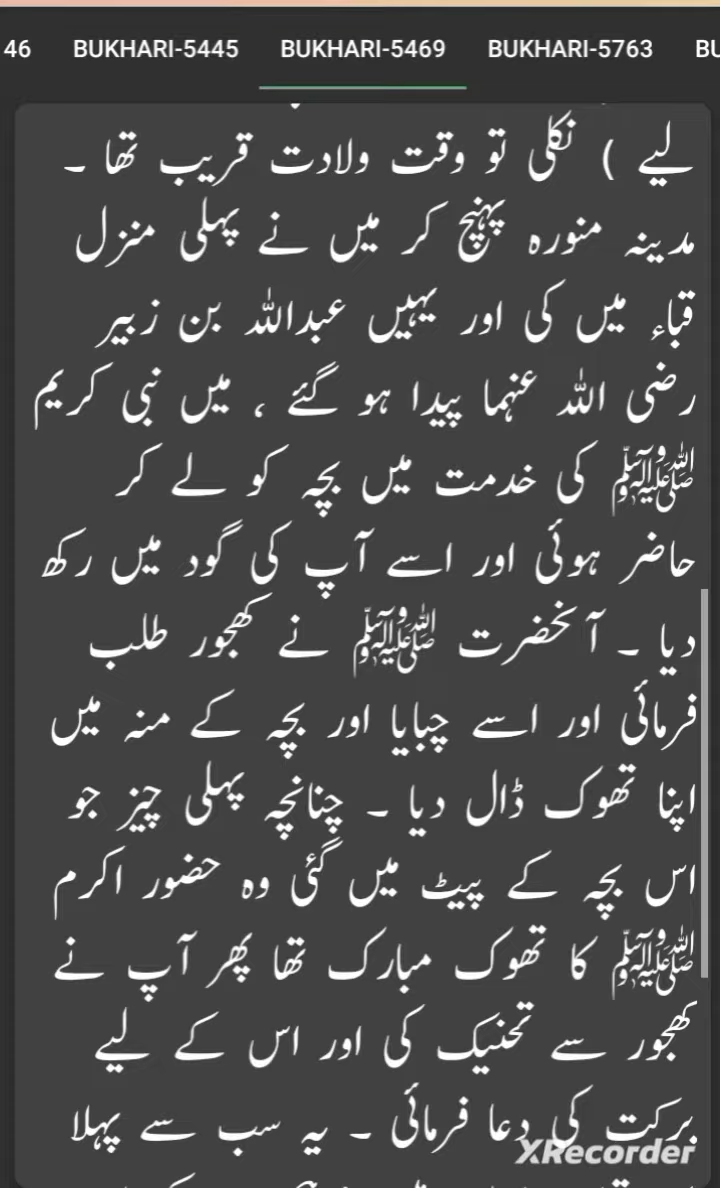 46 BUKHARI-5445 BUKHARI-5469 BUKHARI-5763 BU
لیے ) نکلی تو وقت ولادت قریب تھا ۔
مدینہ منورہ پہنچ کر میں نے پہلی منزل
قباء میں کی اور یہیں عبداللہ بن زبیر
رضی اللہ عنہما پیدا ہو گئے ، میں نبی کریم
ﷺ کی خدمت میں بچہ کو لے کر
حاضر ہوئی اور اسے آپ کی گود میں رکھ
دیا ۔ آنحضرت ﷺ نے کھجور طلب
فرمائی اور اسے چبایا اور بچہ کے منہ میں
اپنا تھوک ڈال دیا ۔ چنانچہ پہلی چیز جو
اس بچہ کے پیٹ میں گئی وہ حضور اکرم
ﷺ کا تھوک مبارک تھا پھر آپ نے
کھجور سے تحنیک کی اور اس کے لیے
برکت کی دعا فرمائی ۔ یہ سب سے پہلا
XRecorder